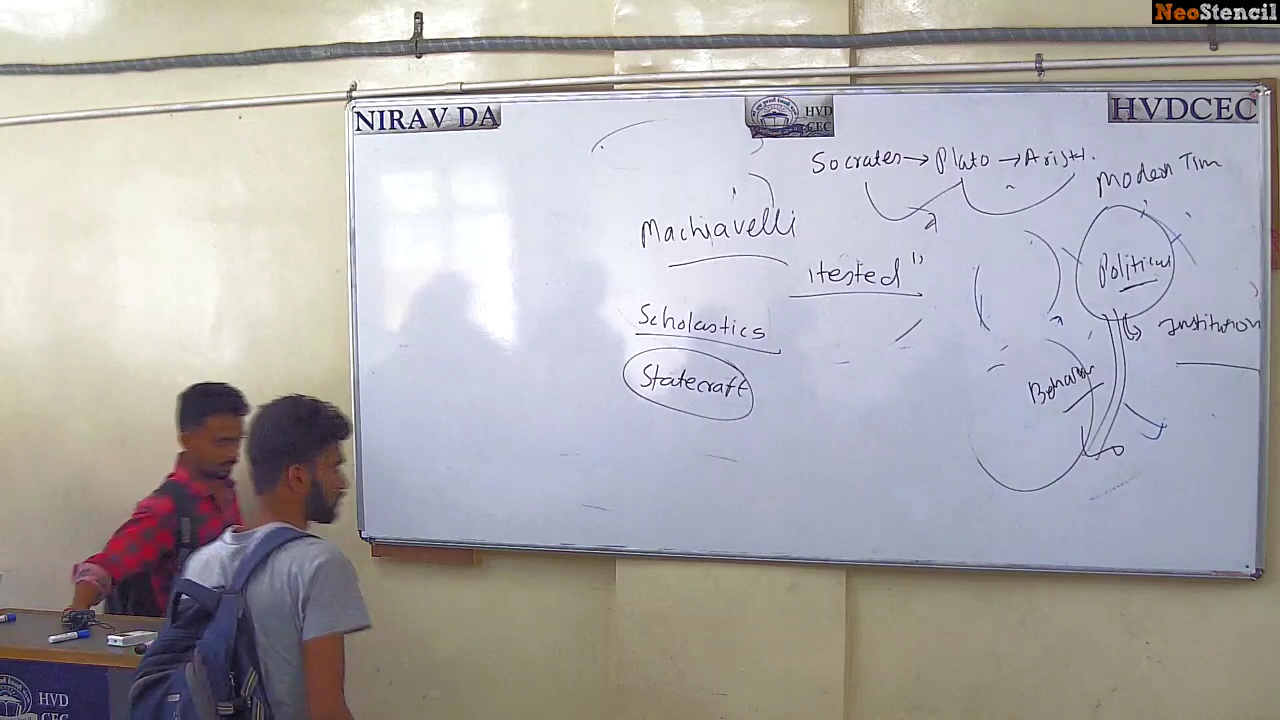 NeoStencil
NIRAV DA
HVD
CEC
HVDCEC
Socrates → Plato → Arist.
Modern Tim
Machiavelli
Political
itested"
Scholastics
Institution
Statecraft
Behavior
HVD
CEC